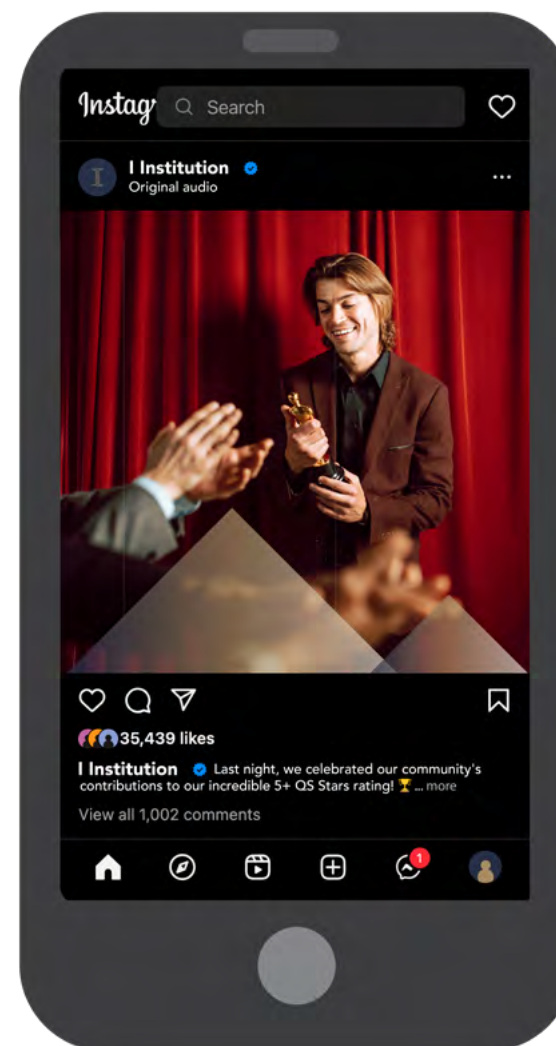 Instagr
Search
I Institution
Original audio
35,439 likes
I Institution Last night, we celebrated our community's
contributions to our incredible 5+ QS Stars rating! 🏆 ... more
View all 1,002 comments
1